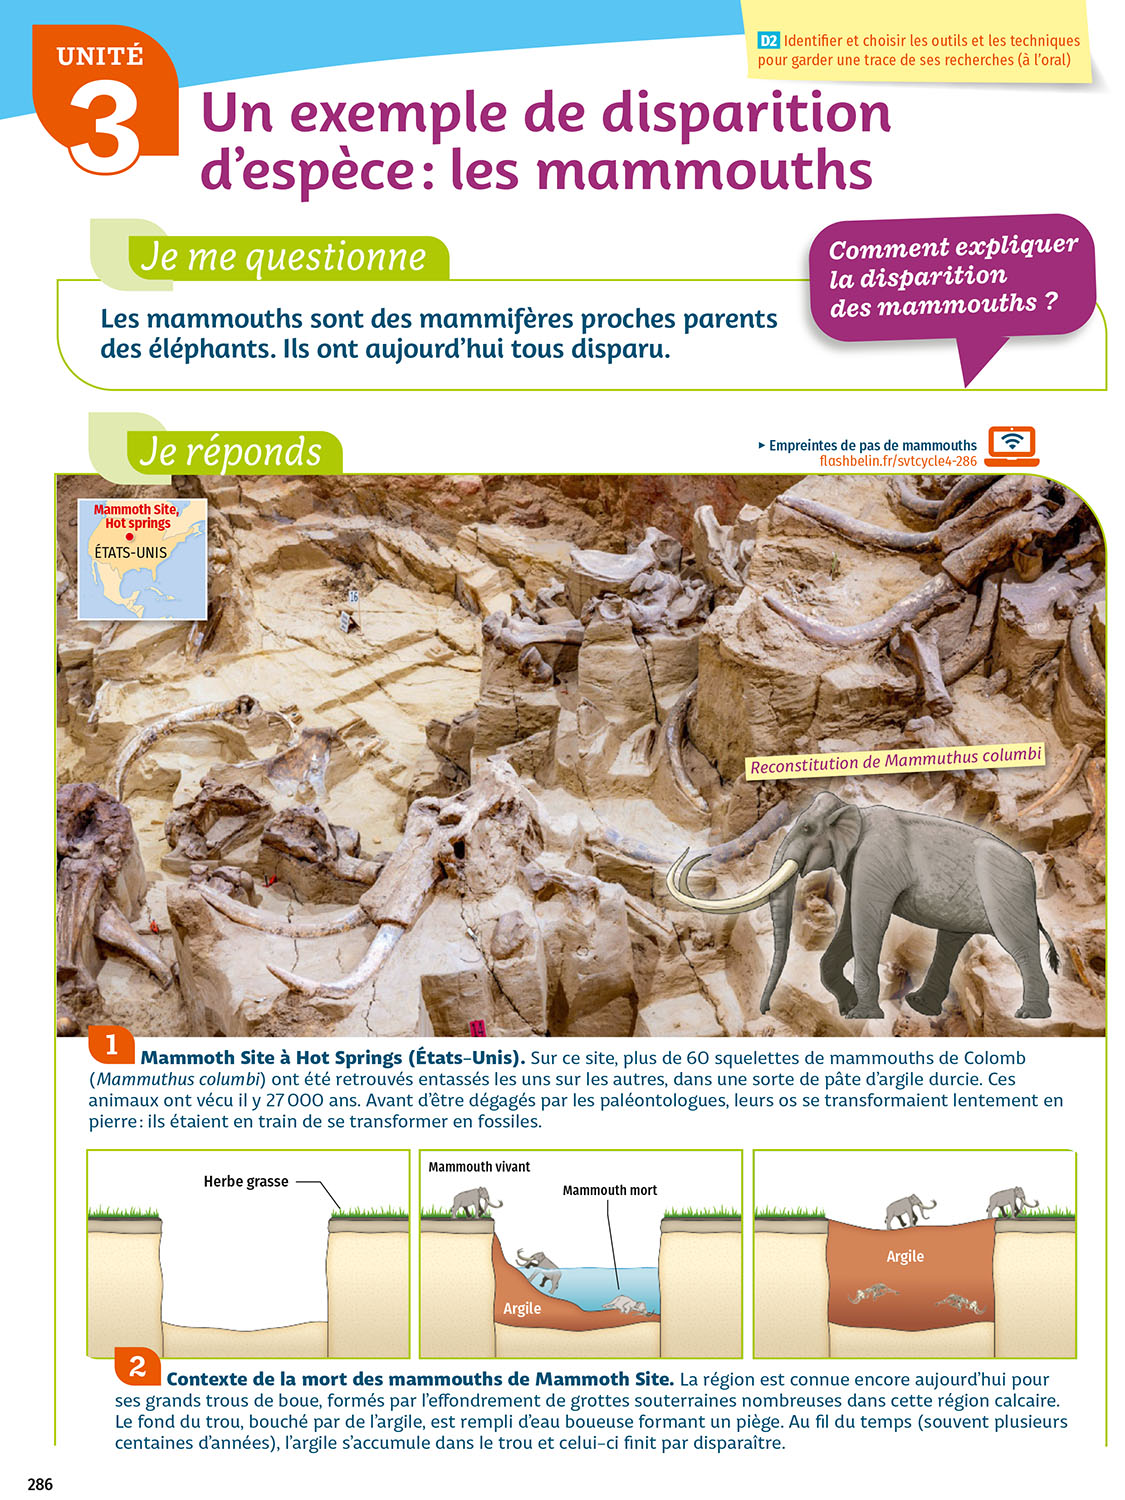 UNITÉ
3
D2 Identifier et choisir les outils et les techniques
pour garder une trace de ses recherches (à l'oral)
Un exemple de disparition
d'espèce : les mammouths
Je me questionne
Comment expliquer
la disparition
des mammouths ?
Les mammouths sont des mammifères proches parents
des éléphants. Ils ont aujourd'hui tous disparu.
Je réponds
▸ Empreintes de pas de mammouths
flashbelin.fr/svtcycle4-286
Mammoth Site,
Hot springs
ÉTATS-UNIS
16
Reconstitution de Mammuthus columbi
14
1 Mammoth Site à Hot Springs (États-Unis). Sur ce site, plus de 60 squelettes de mammouths de Colomb
(Mammuthus columbi) ont été retrouvés entassés les uns sur les autres, dans une sorte de pâte d'argile durcie. Ces
animaux ont vécu il y 27 000 ans. Avant d'être dégagés par les paléontologues, leurs os se transformaient lentement en
pierre : ils étaient en train de se transformer en fossiles.
Herbe grasse
Mammouth vivant
Mammouth mort
Argile
Argile
2 Contexte de la mort des mammouths de Mammoth Site. La région est connue encore aujourd'hui pour
ses grands trous de boue, formés par l'effondrement de grottes souterraines nombreuses dans cette région calcaire.
Le fond du trou, bouché par de l'argile, est rempli d'eau boueuse formant un piège. Au fil du temps (souvent plusieurs
centaines d'années), l'argile s'accumule dans le trou et celui-ci finit par disparaître.
286